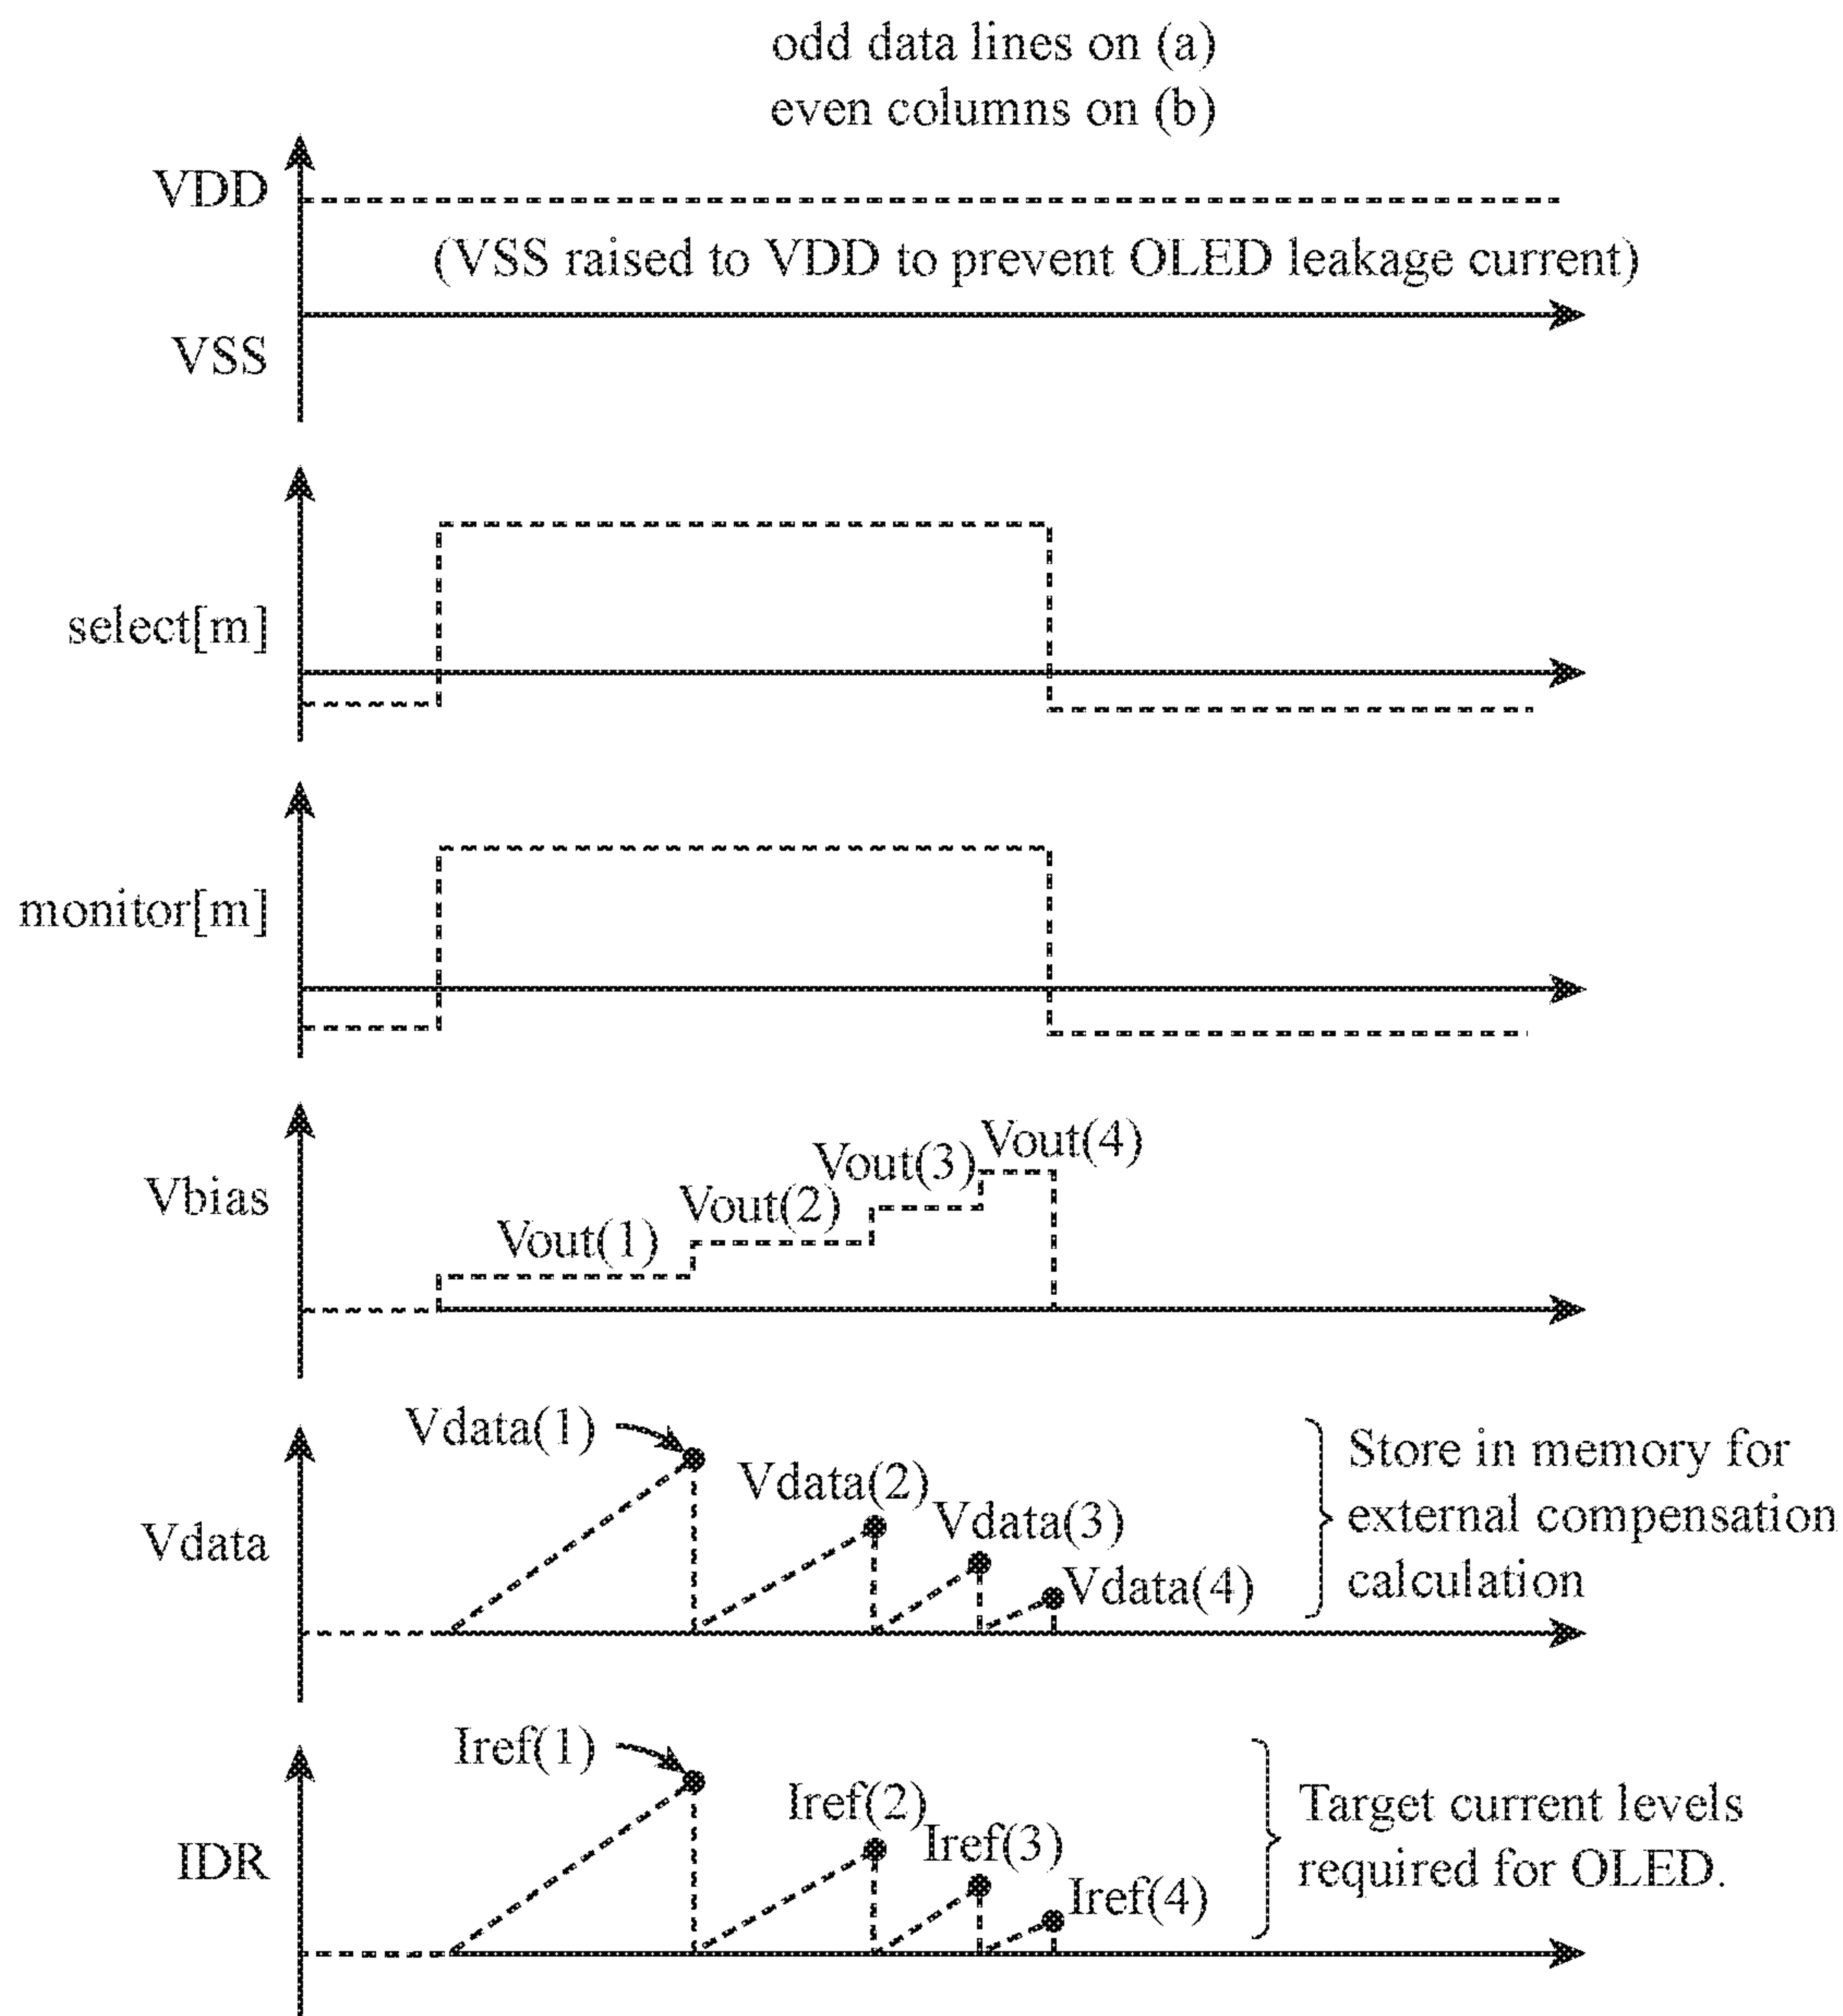 odd data lines on (a)
even columns on (b)
VDD
(VSS raised to VDD to prevent OLED leakage current)
VSS
select[m]
monitor[m]
Vbias
Vout(1)
Vout(2)
Vout(3)
Vout(4)
Vdata
Vdata(1)
Vdata(2)
Vdata(3)
Vdata(4)
Store in memory for
external compensation
calculation
IDR
Iref(1)
Iref(2)
Iref(3)
Iref(4)
Target current levels
required for OLED.